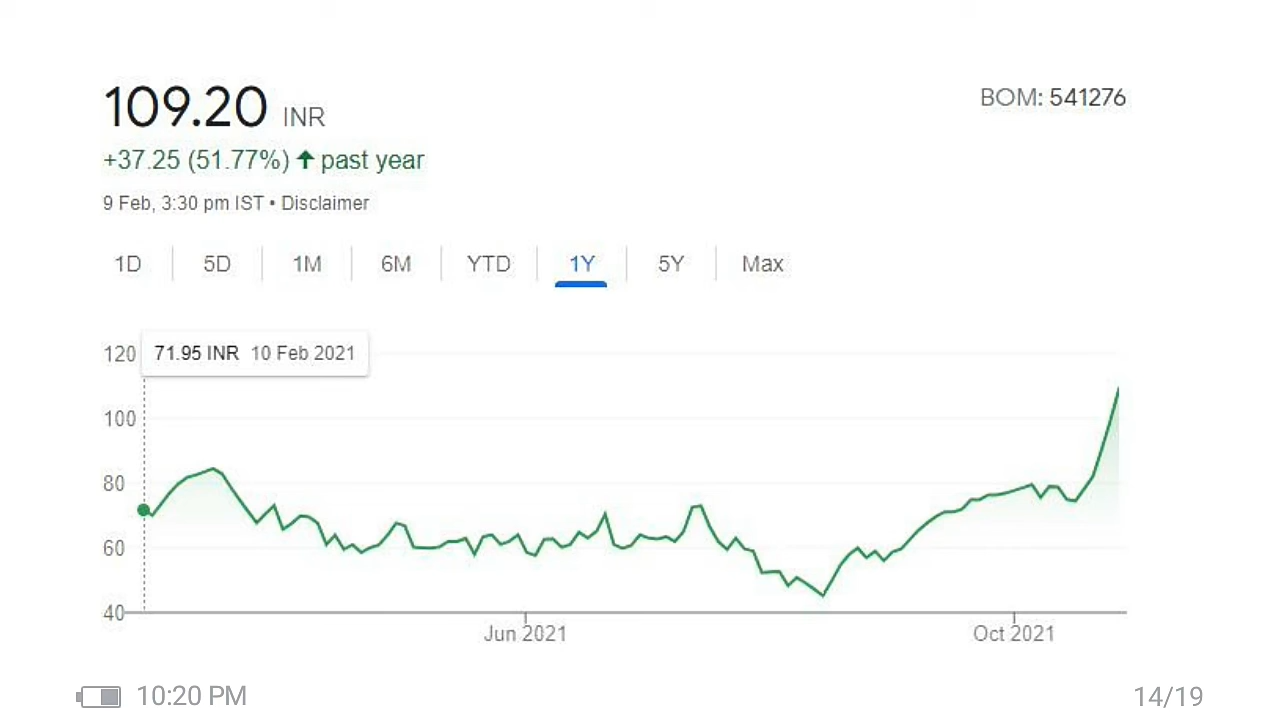 109.20 INR
BOM: 541276
+37.25 (51.77%) ↑ past year
9 Feb, 3:30 pm IST • Disclaimer
1D 5D 1M 6M YTD 1Y 5Y Max
71.95 INR 10 Feb 2021
120
100
80
60
40
Jun 2021 Oct 2021
10:20 PM 14/19